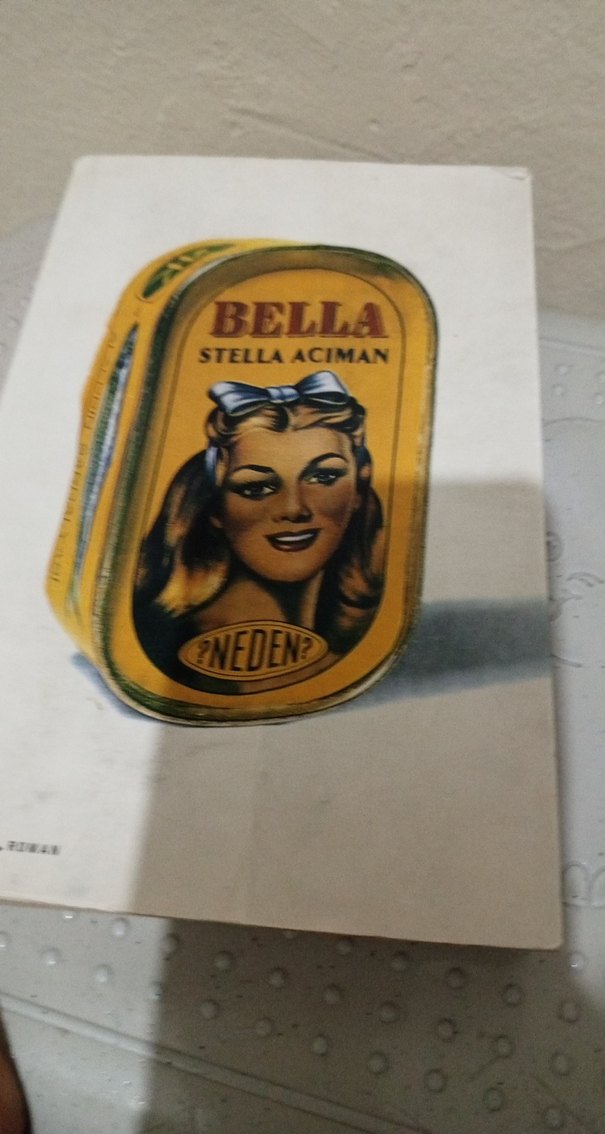 BELLA
STELLA ACIMAN
?NEDEN?
ROMAN